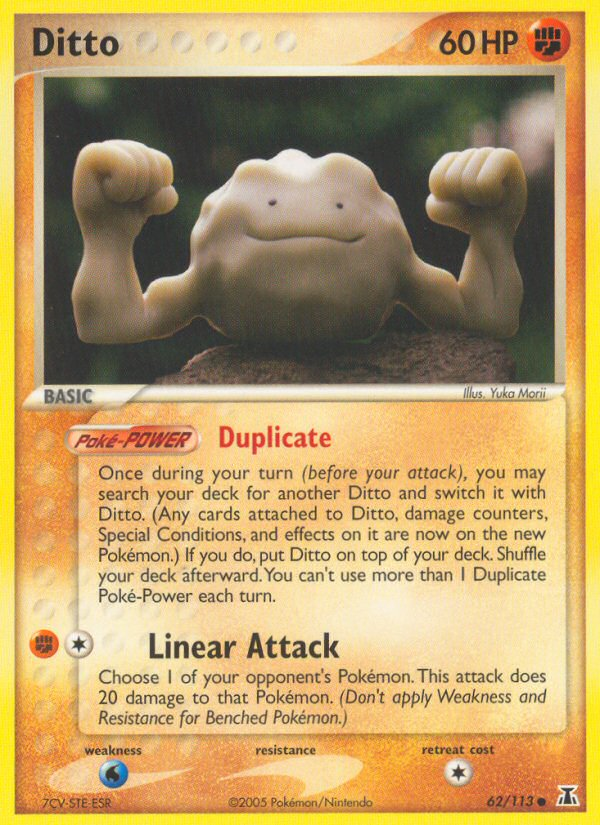 Ditto 60 HP
BASIC Illus. Yuka Morii
Poké-POWER Duplicate
Once during your turn (before your attack), you may
search your deck for another Ditto and switch it with
Ditto. (Any cards attached to Ditto, damage counters,
Special Conditions, and effects on it are now on the new
Pokémon.) If you do, put Ditto on top of your deck. Shuffle
your deck afterward. You can't use more than 1 Duplicate
Poké-Power each turn.
Linear Attack
Choose 1 of your opponent's Pokémon. This attack does
20 damage to that Pokémon. (Don't apply Weakness and
Resistance for Benched Pokémon.)
weakness resistance retreat cost
7CV-STE ESR ©2005 Pokémon/Nintendo 62/113